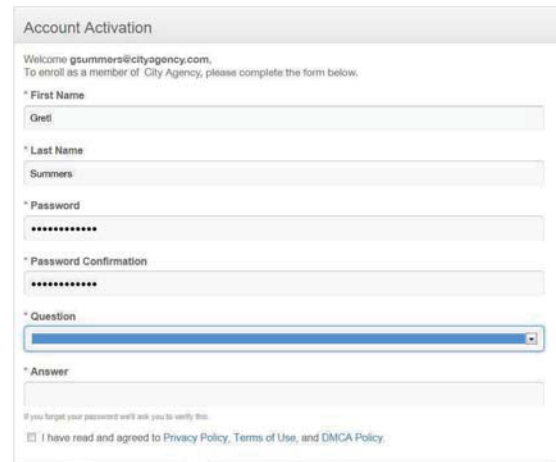 Account Activation
Welcome gsummers@cityagency.com,
To enroll as a member of City Agency, please complete the form below.
* First Name
Gretl
* Last Name
Summers
* Password
••••••••••••
* Password Confirmation
••••••••••••
* Question
* Answer
If you forget your password we'll ask you to verify this.
I have read and agreed to Privacy Policy, Terms of Use, and DMCA Policy.